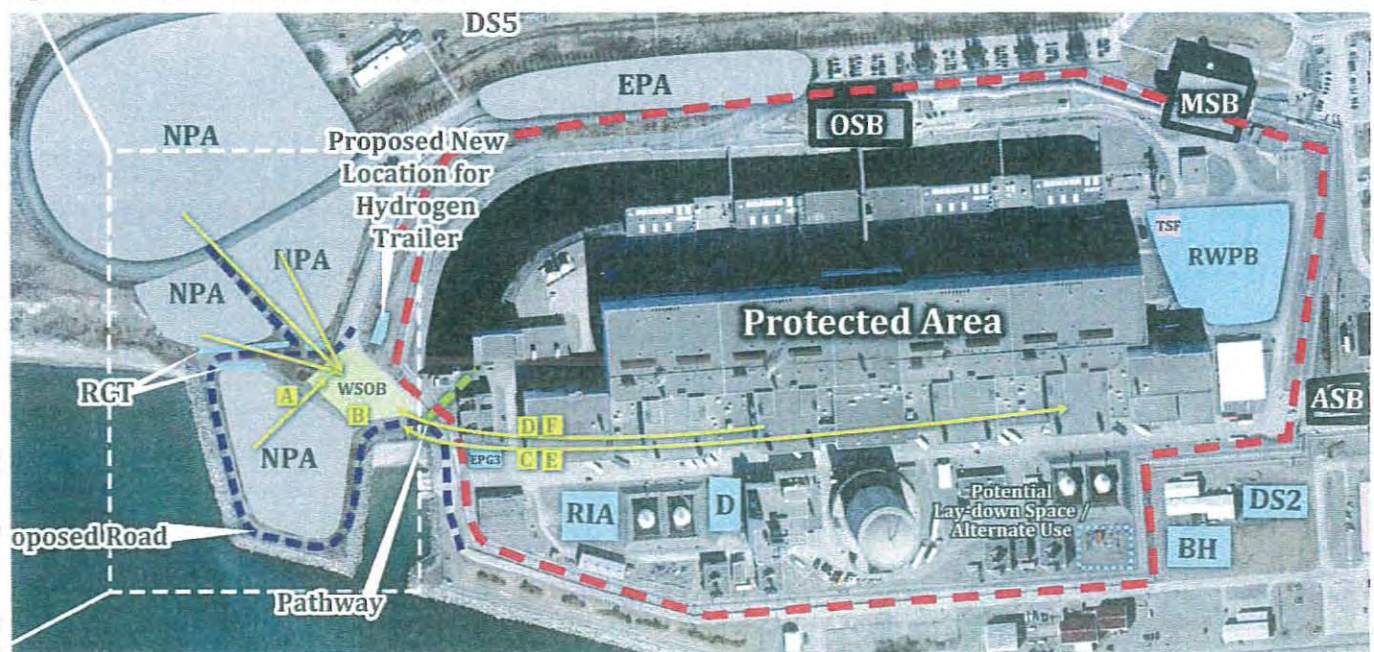 DS5
EPA
NPA
OSB
MSB
Proposed New
Location for
Hydrogen
Trailer
NPA
NPA
TSF
RWPB
Protected Area
RCT
A
WSOB
B
ASB
NPA
D F
C E
EPG3
RIA
D
Potential
Lay-down Space /
Alternate Use
DS2
BH
oposed Road
Pathway